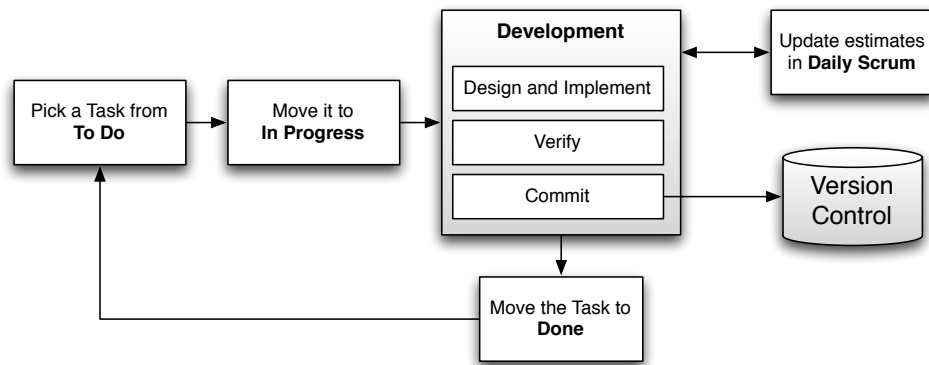 Pick a Task from
To Do
Move it to
In Progress
Development
Design and Implement
Verify
Commit
Update estimates
in Daily Scrum
Version
Control
Move the Task to
Done